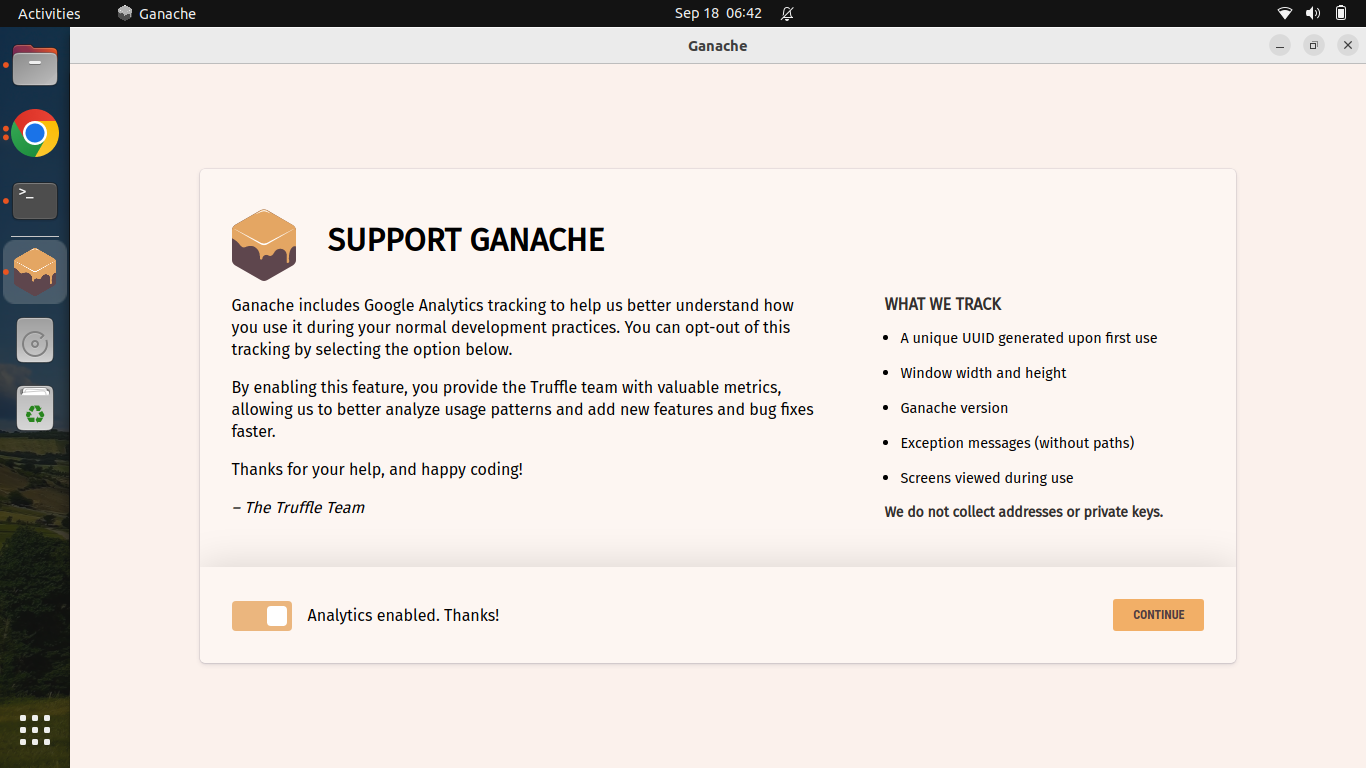 Activities
Ganache
Sep 18 06:42
Ganache
>_
SUPPORT GANACHE
Ganache includes Google Analytics tracking to help us better understand how
you use it during your normal development practices. You can opt-out of this
tracking by selecting the option below.
By enabling this feature, you provide the Truffle team with valuable metrics,
allowing us to better analyze usage patterns and add new features and bug fixes
faster.
Thanks for your help, and happy coding!
– The Truffle Team
WHAT WE TRACK
• A unique UUID generated upon first use
• Window width and height
• Ganache version
• Exception messages (without paths)
• Screens viewed during use
We do not collect addresses or private keys.
Analytics enabled. Thanks!
CONTINUE